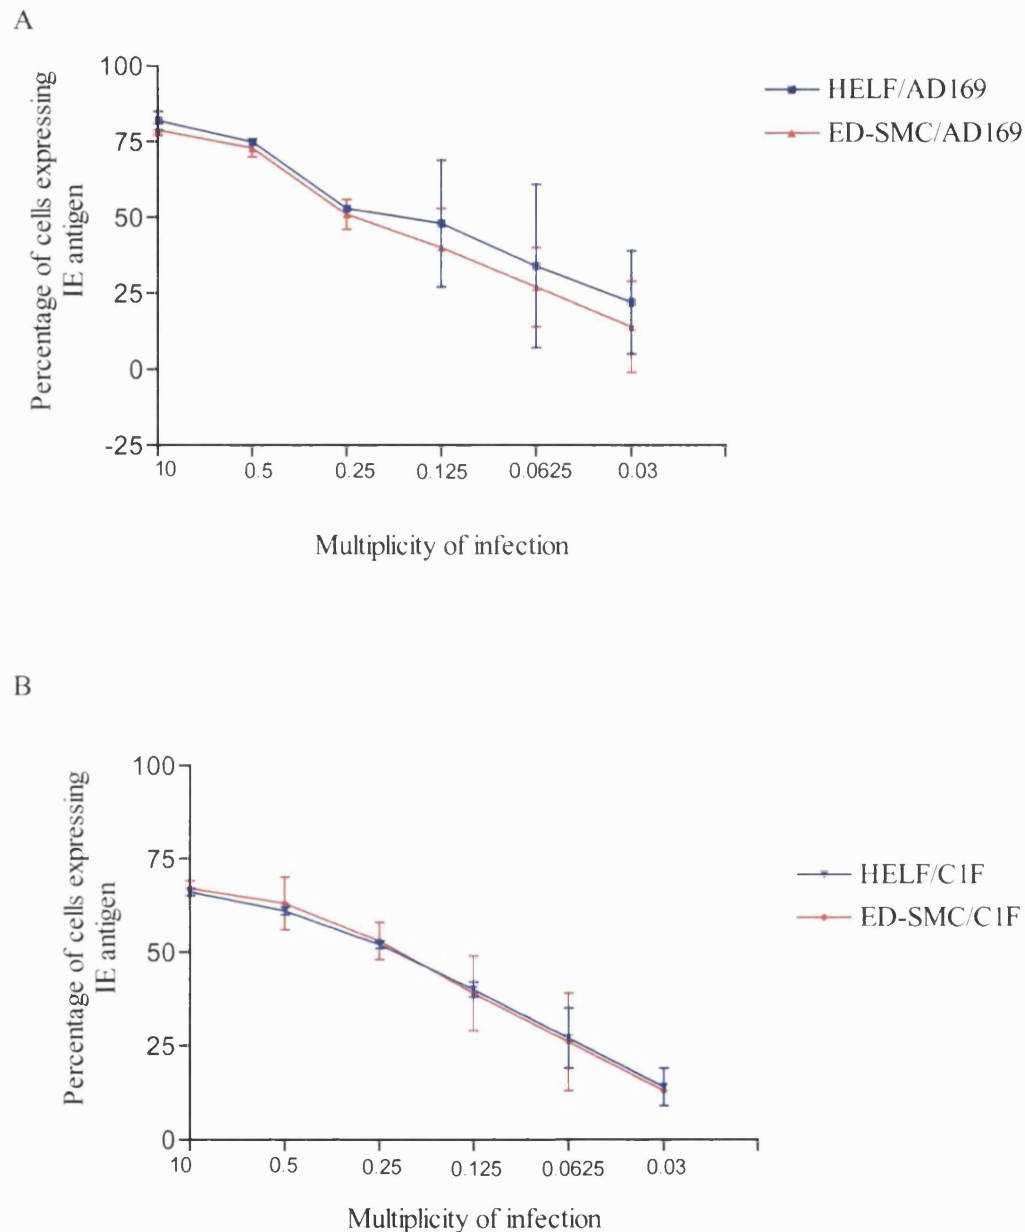 A
100
75
50
25
0
-25
Percentage of cells expressing
IE antigen
10 0.5 0.25 0.125 0.0625 0.03
Multiplicity of infection
HELF/AD169
ED-SMC/AD169
B
100
75
50
25
0
Percentage of cells expressing
IE antigen
10 0.5 0.25 0.125 0.0625 0.03
Multiplicity of infection
HELF/C1F
ED-SMC/C1F